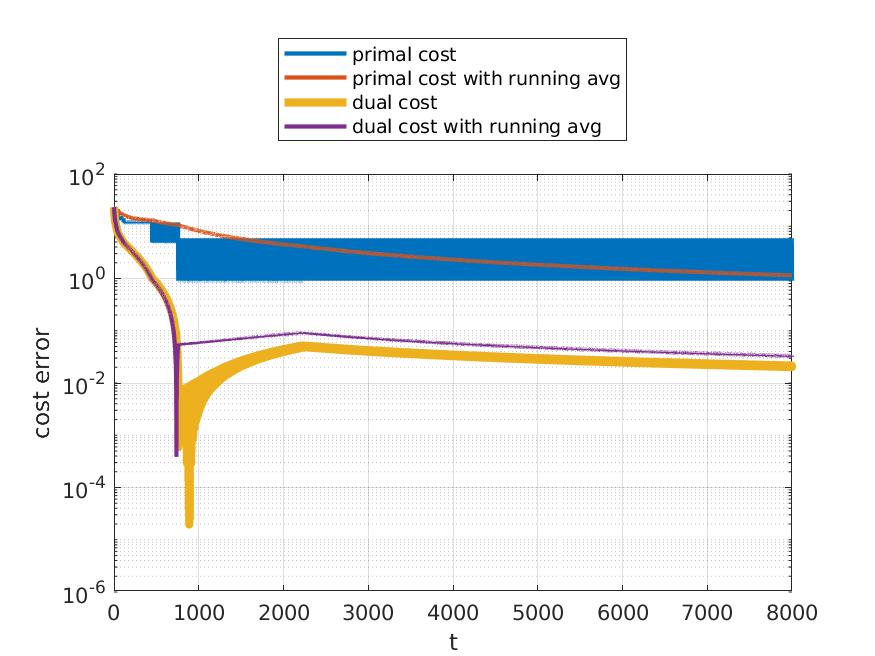 primal cost
primal cost with running avg
dual cost
dual cost with running avg
10^2
10^0
10^-2
10^-4
10^-6
cost error
0 1000 2000 3000 4000 5000 6000 7000 8000
t